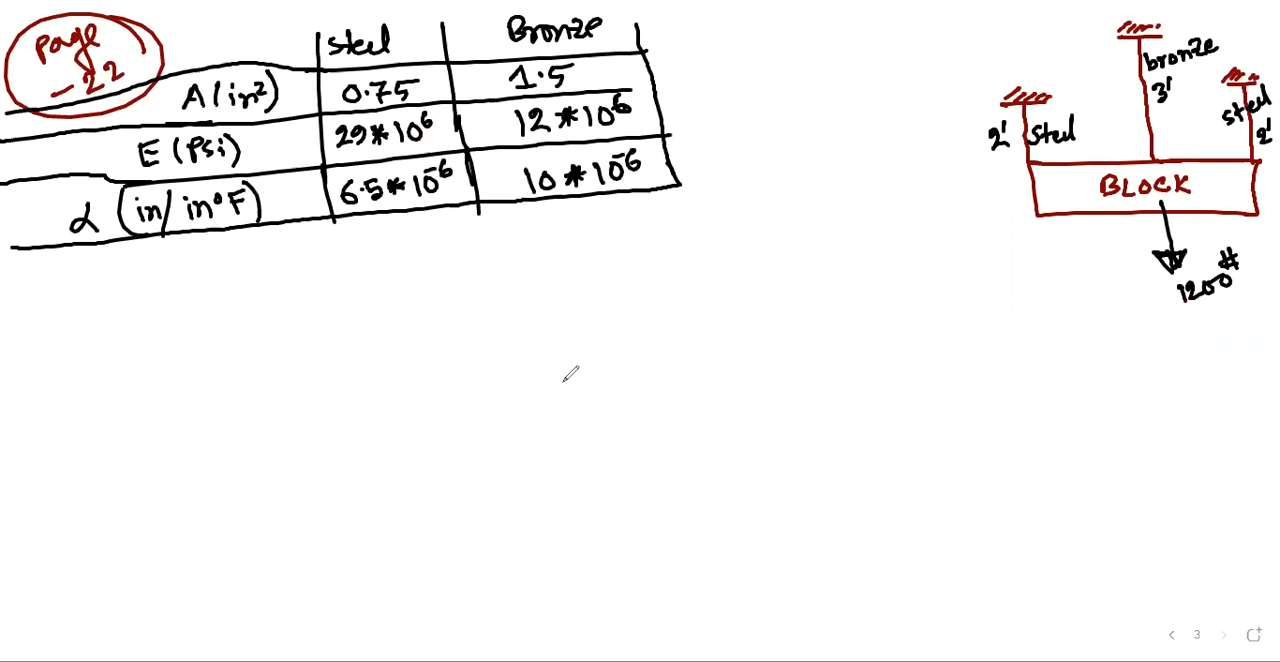 Page
- 22
Steel Bronze
A (in²) 0.75 1.5
E (Psi) 29*10⁶ 12*10⁶
α (in/in°F) 6.5*10⁻⁶ 10*10⁻⁶
bronze
3'
2' Steel
steel
2'
BLOCK
1200#
3